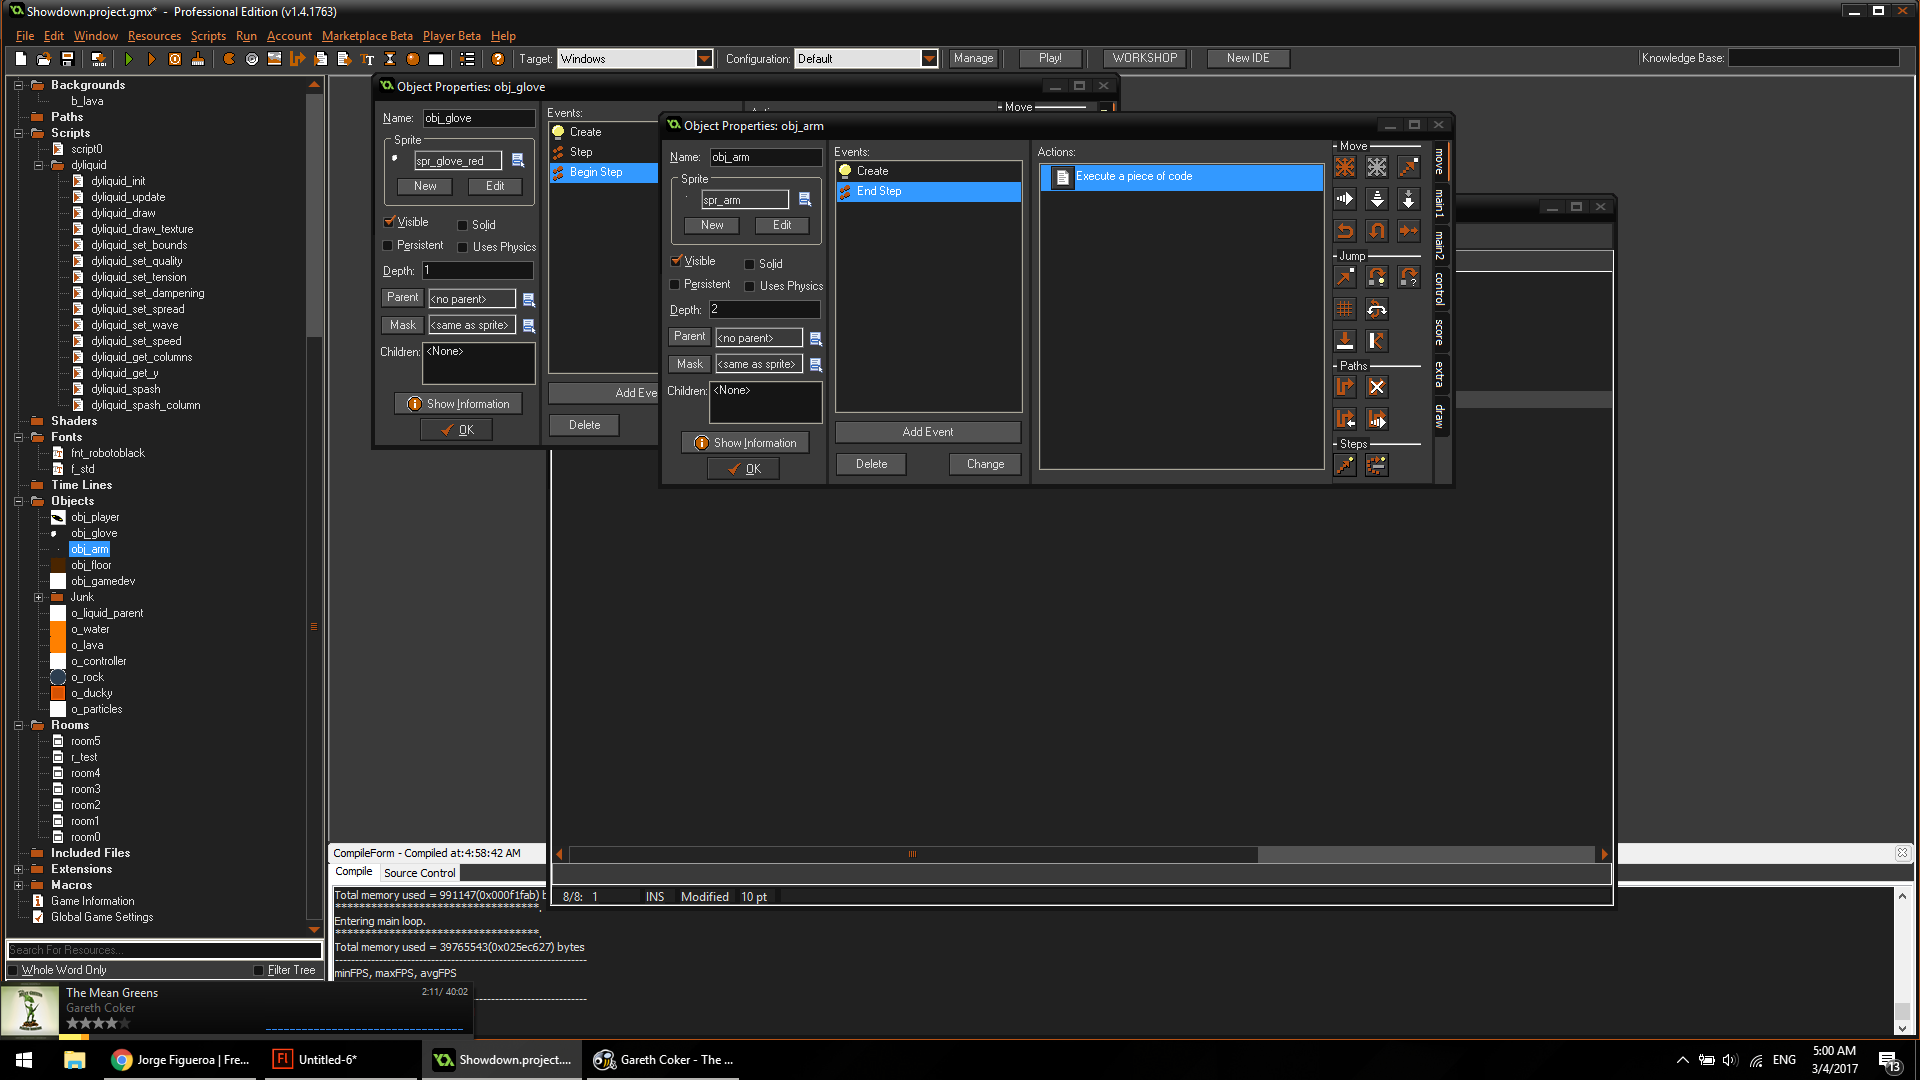 Showdown.project.gmx* - Professional Edition (v1.4.1763)
File Edit Window Resources Scripts Run Account Marketplace Beta Player Beta Help
Target: Windows Configuration: Default Manage Play! WORKSHOP New IDE Knowledge Base:
Backgrounds
b_lava
Paths
Scripts
script0
dyliquid
dyliquid_init
dyliquid_update
dyliquid_draw
dyliquid_draw_texture
dyliquid_set_bounds
dyliquid_set_quality
dyliquid_set_tension
dyliquid_set_dampening
dyliquid_set_spread
dyliquid_set_wave
dyliquid_set_speed
dyliquid_get_columns
dyliquid_get_y
dyliquid_spash
dyliquid_spash_column
Shaders
Fonts
fnt_robotoblack
f_std
Time Lines
Objects
obj_player
obj_glove
obj_arm
obj_floor
obj_gamedev
Junk
o_liquid_parent
o_water
o_lava
o_controller
o_rock
o_ducky
o_particles
Rooms
room5
r_test
room4
room3
room2
room1
room0
Included Files
Extensions
Macros
Game Information
Global Game Settings
Search For Resources...
Whole Word Only Filter Tree
Object Properties: obj_glove
Name: obj_glove
Sprite
spr_glove_red
New Edit
Visible Solid
Persistent Uses Physics
Depth: 1
Parent <no parent>
Mask <same as sprite>
Children: <None>
Show Information
OK
Events:
Create
Step
Begin Step
Add Eve
Delete
Move
Object Properties: obj_arm
Name: obj_arm
Sprite
spr_arm
New Edit
Visible Solid
Persistent Uses Physics
Depth: 2
Parent <no parent>
Mask <same as sprite>
Children: <None>
Show Information
OK
Events:
Create
End Step
Add Event
Delete Change
Actions:
Execute a piece of code
Move
Jump
Paths
Steps
move
main1
main2
control
score
extra
draw
8/8: 1 INS Modified 10 pt
CompileForm - Compiled at:4:58:42 AM
Compile Source Control
Total memory used = 991147(0x000f1fab) b
**********************************.
Entering main loop.
**********************************.
Total memory used = 39765543(0x025ec627) bytes
minFPS, maxFPS, avgFPS
The Mean Greens 2:11/ 40:02
Gareth Coker
Jorge Figueroa | Fre... Untitled-6* Showdown.project.... Gareth Coker - The ...
ENG 5:00 AM
3/4/2017
13